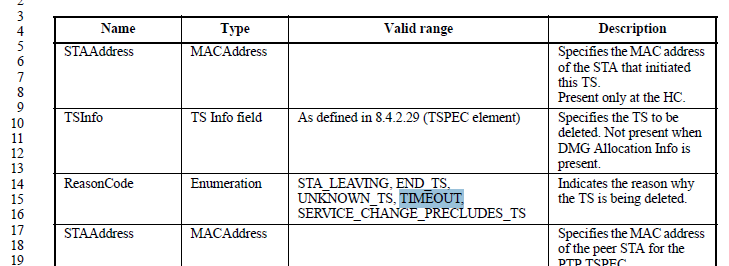 2
3
4 Name Type Valid range Description
5 STAAddress MACAddress Specifies the MAC address
6 of the STA that initiated
7 this TS.
8 Present only at the HC.
9
10 TSInfo TS Info field As defined in 8.4.2.29 (TSPEC element) Specifies the TS to be
11 deleted. Not present when
12 DMG Allocation Info is
13 present.
14 ReasonCode Enumeration STA_LEAVING, END_TS, Indicates the reason why
15 UNKNOWN_TS, TIMEOUT, the TS is being deleted.
16 SERVICE_CHANGE_PRECLUDES_TS
17 STAAddress MACAddress Specifies the MAC address
18 of the peer STA for the
19 PTP TSPEC